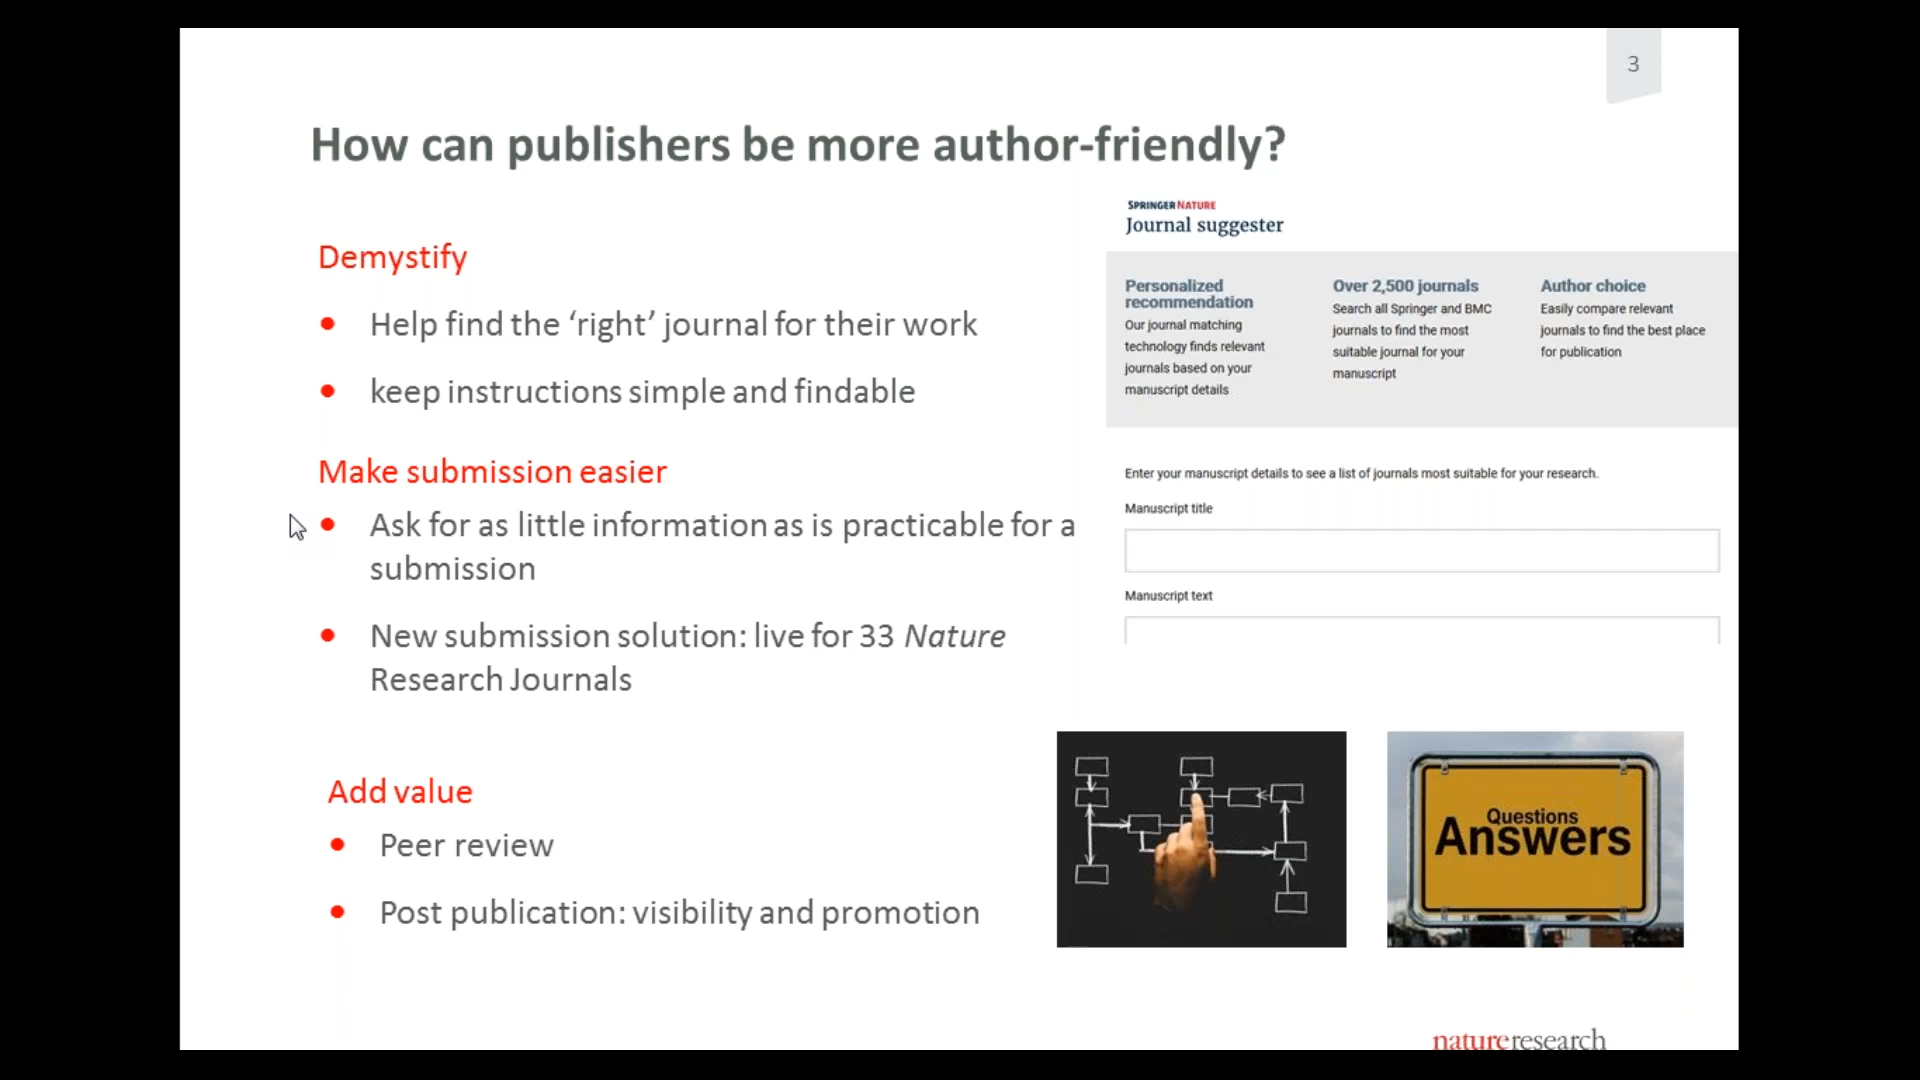 3
How can publishers be more author-friendly?
Demystify
Help find the ‘right’ journal for their work
keep instructions simple and findable
Make submission easier
Ask for as little information as is practicable for a
submission
New submission solution: live for 33 Nature
Research Journals
Add value
Peer review
Post publication: visibility and promotion
SPRINGER NATURE
Journal suggester
Personalized
recommendation
Our journal matching
technology finds relevant
journals based on your
manuscript details
Over 2,500 journals
Search all Springer and BMC
journals to find the most
suitable journal for your
manuscript
Author choice
Easily compare relevant
journals to find the best place
for publication
Enter your manuscript details to see a list of journals most suitable for your research.
Manuscript title
Manuscript text
Questions
Answers
natureresearch